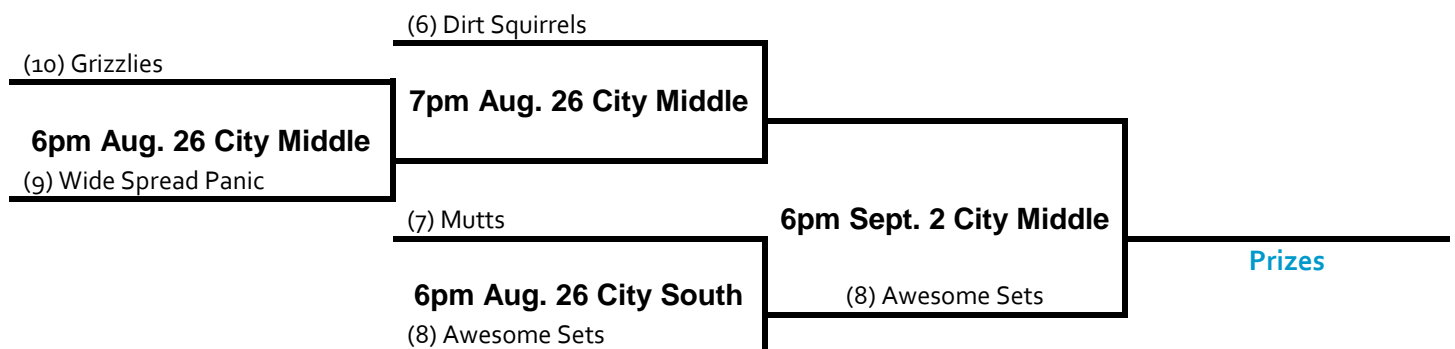 (6) Dirt Squirrels
(10) Grizzlies
7pm Aug. 26 City Middle
6pm Aug. 26 City Middle
(9) Wide Spread Panic
(7) Mutts
6pm Sept. 2 City Middle
Prizes
6pm Aug. 26 City South
(8) Awesome Sets
(8) Awesome Sets